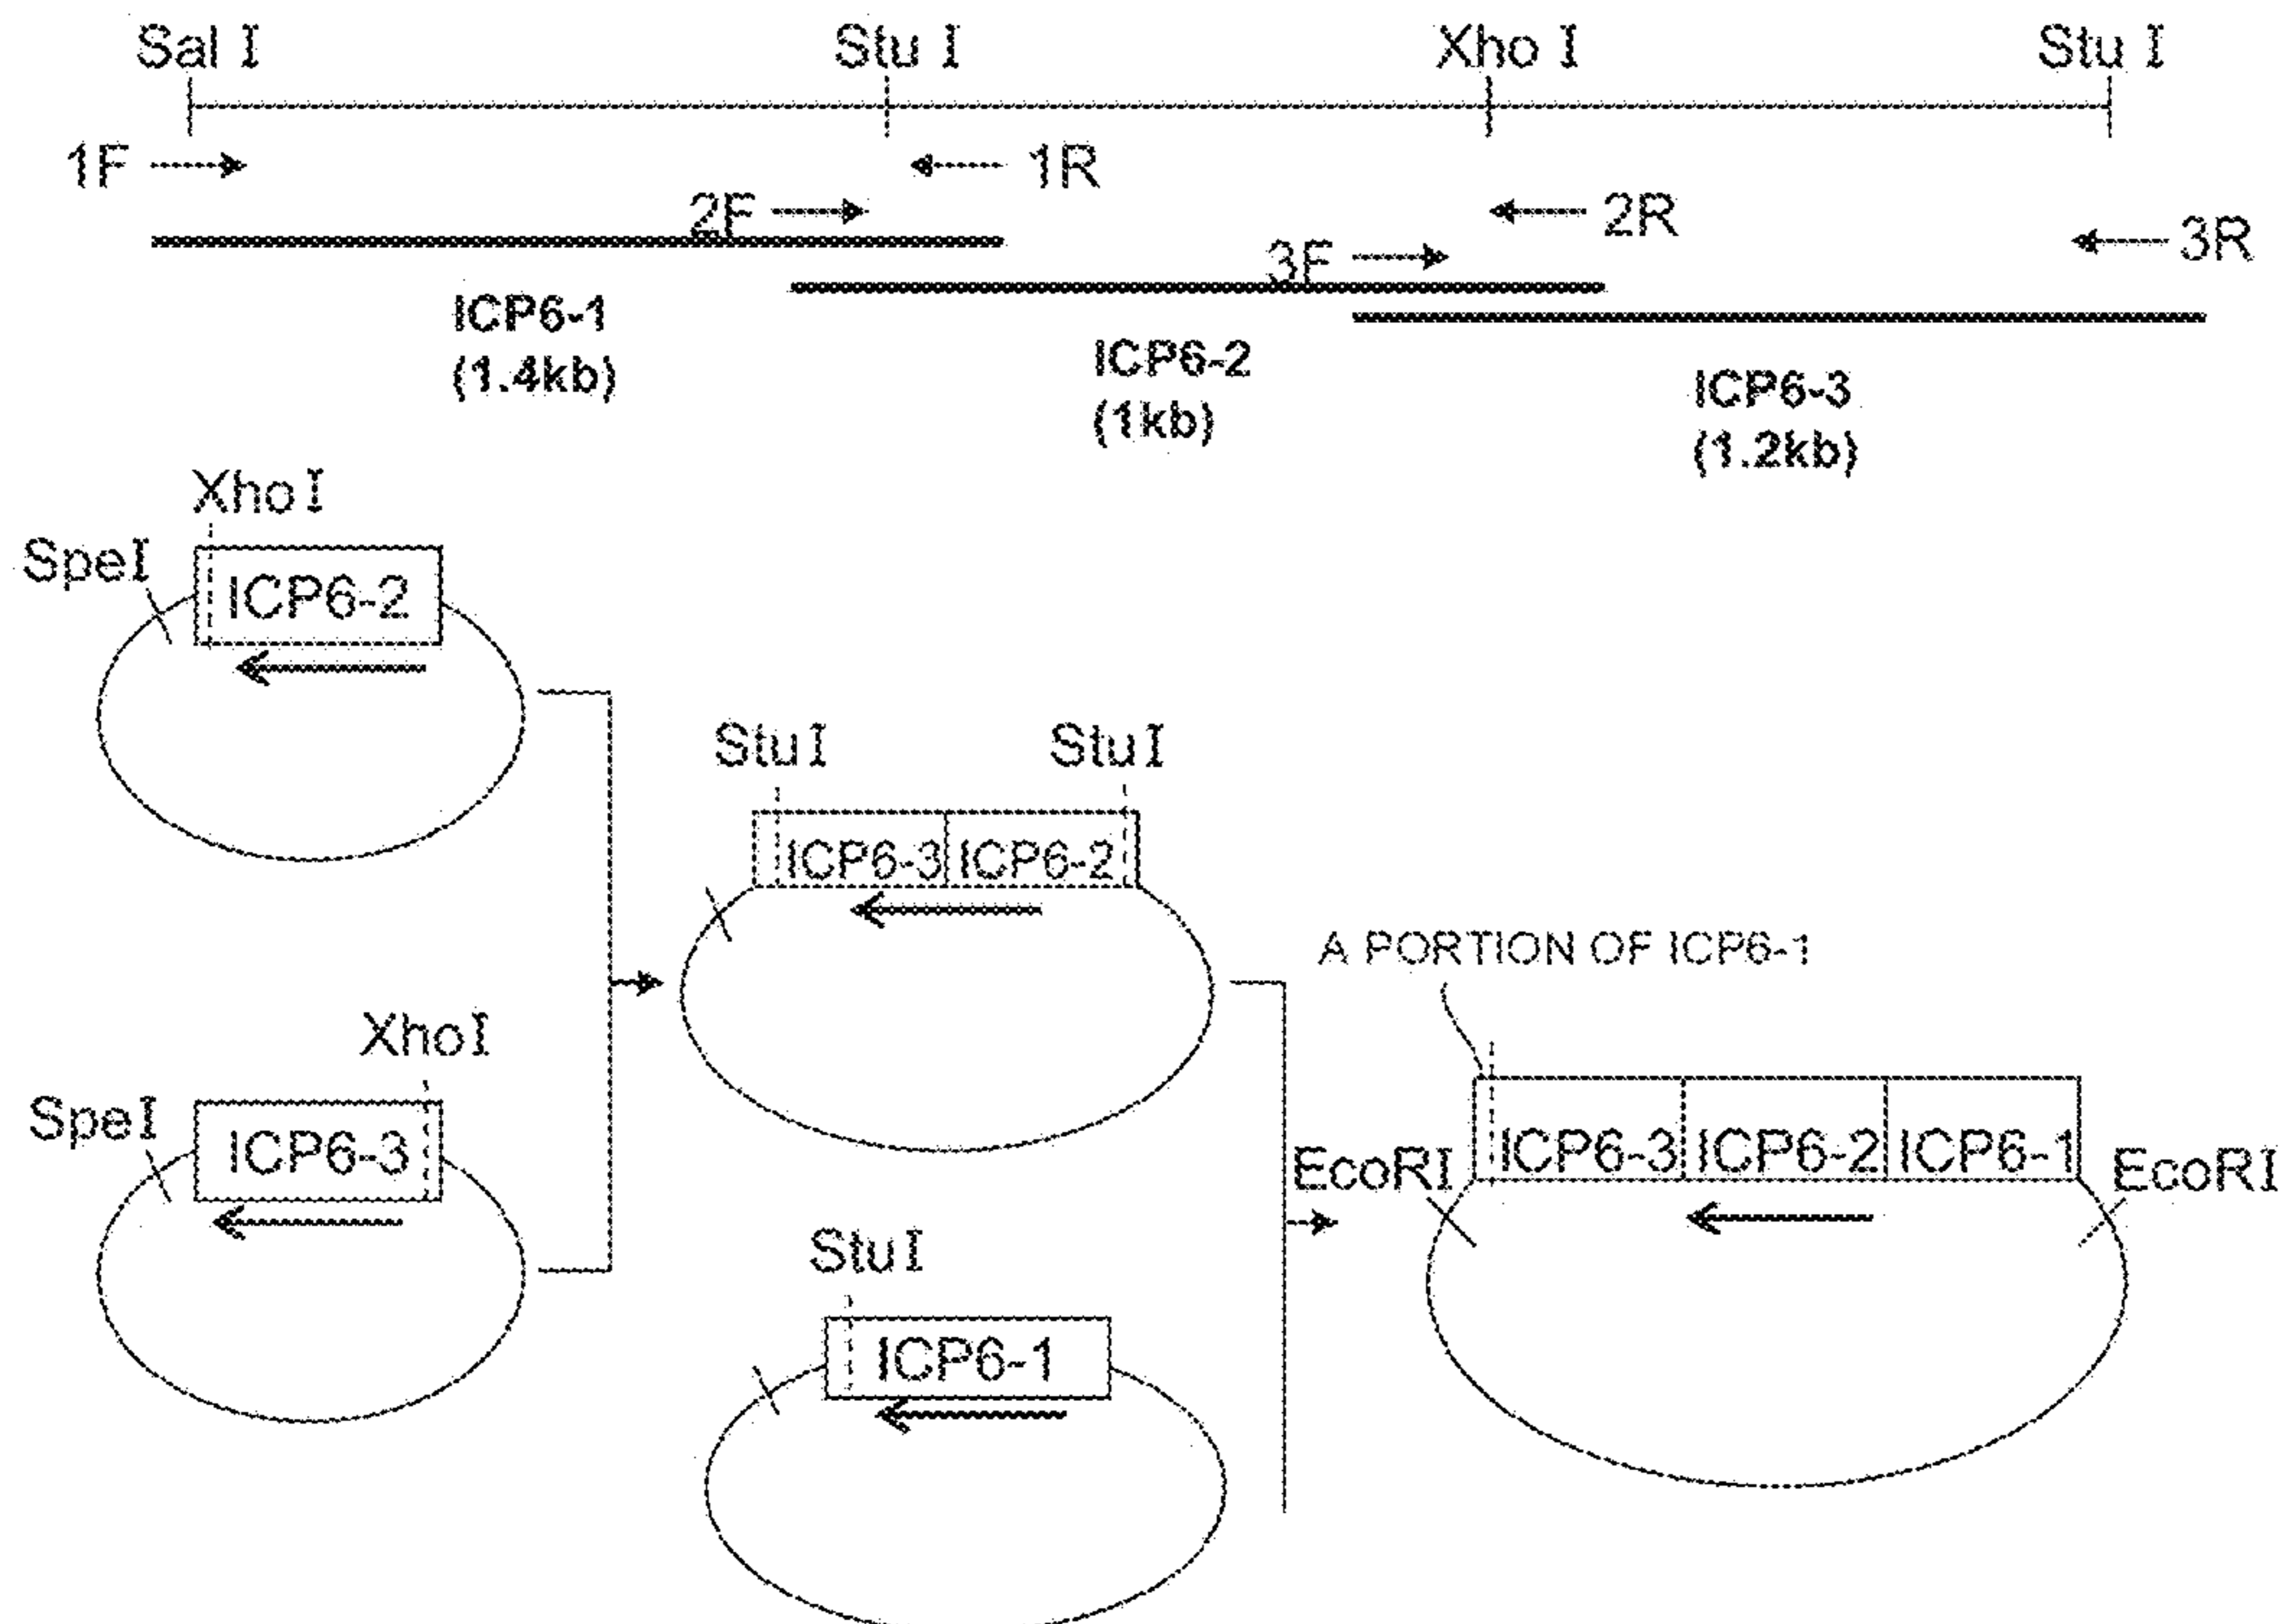 Sal I Stu I Xho I Stu I
1F 1R
2F 2R
3F 3R
ICP6-1
(1.4kb)
ICP6-2
(1kb)
ICP6-3
(1.2kb)
XhoI
SpeI
ICP6-2
StuI StuI
ICP6-3 ICP6-2
A PORTION OF ICP6-1
XhoI
SpeI
ICP6-3
EcoRI ICP6-3 ICP6-2 ICP6-1 EcoRI
StuI
ICP6-1